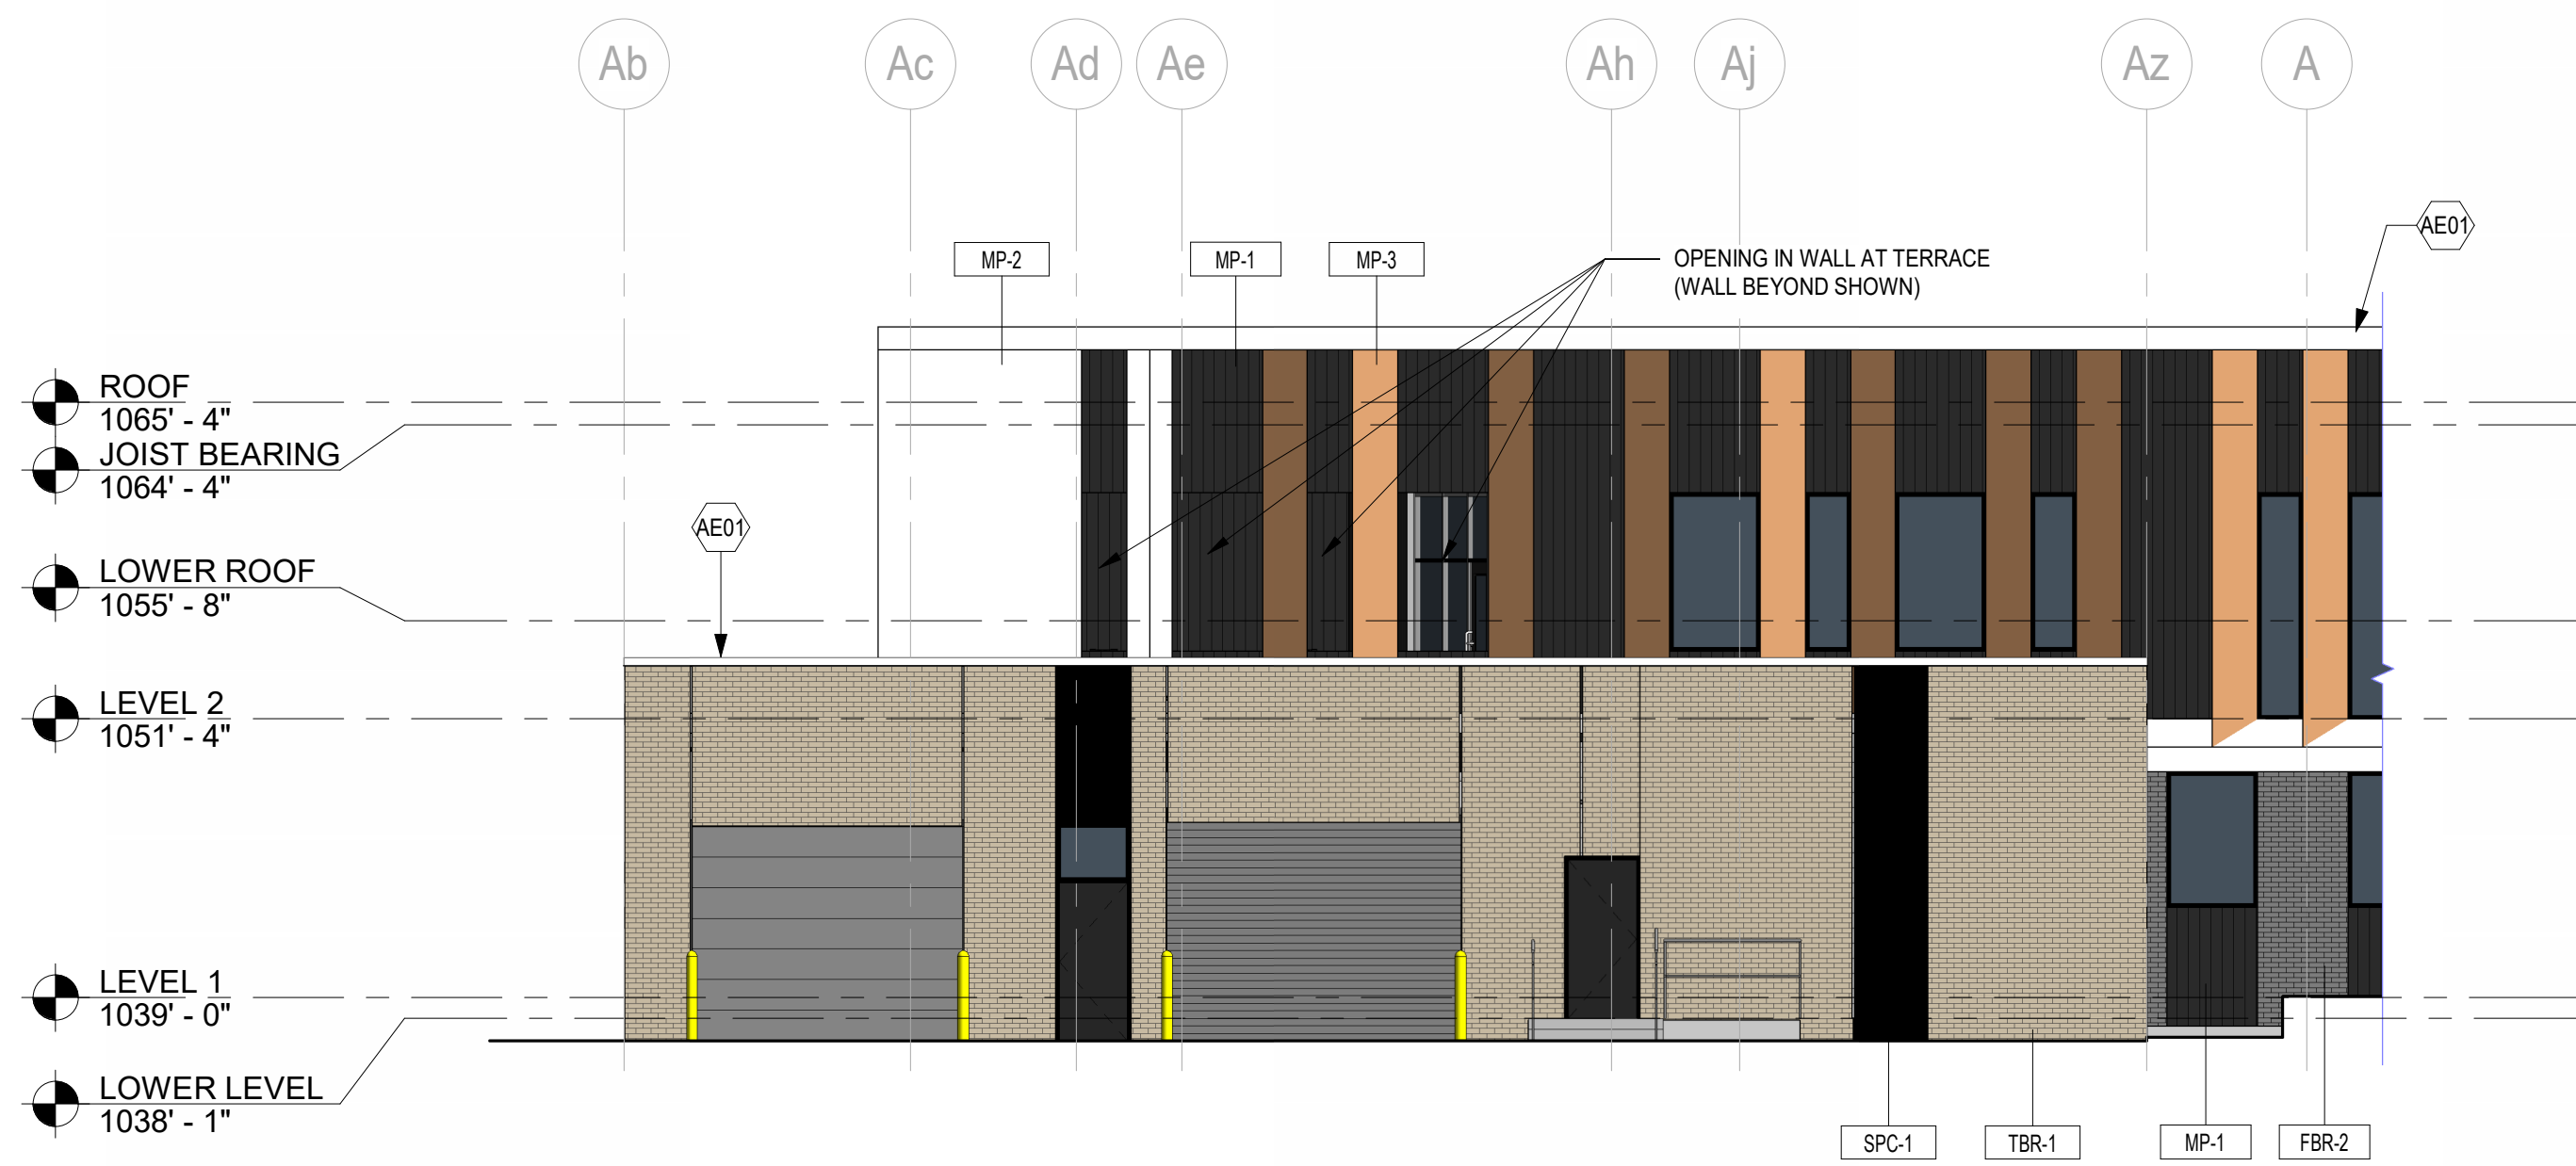 Ab
Ac
Ad
Ae
Ah
Aj
Az
A
AE01
MP-2
MP-1
MP-3
OPENING IN WALL AT TERRACE
(WALL BEYOND SHOWN)
ROOF
1065' - 4"
JOIST BEARING
1064' - 4"
AE01
LOWER ROOF
1055' - 8"
LEVEL 2
1051' - 4"
LEVEL 1
1039' - 0"
LOWER LEVEL
1038' - 1"
SPC-1
TBR-1
MP-1
FBR-2